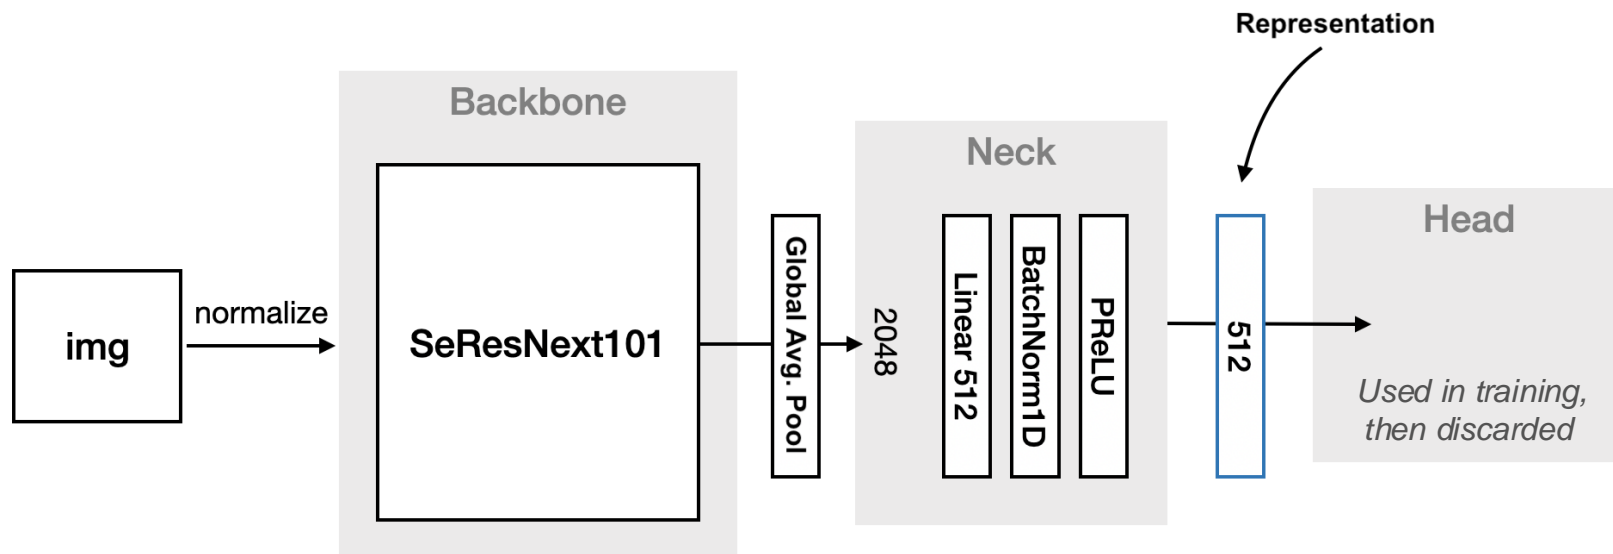 Representation
Backbone
Neck
Head
img
normalize
SeResNext101
Global Avg. Pool
2048
Linear 512
BatchNorm1D
PReLU
512
Used in training,
then discarded